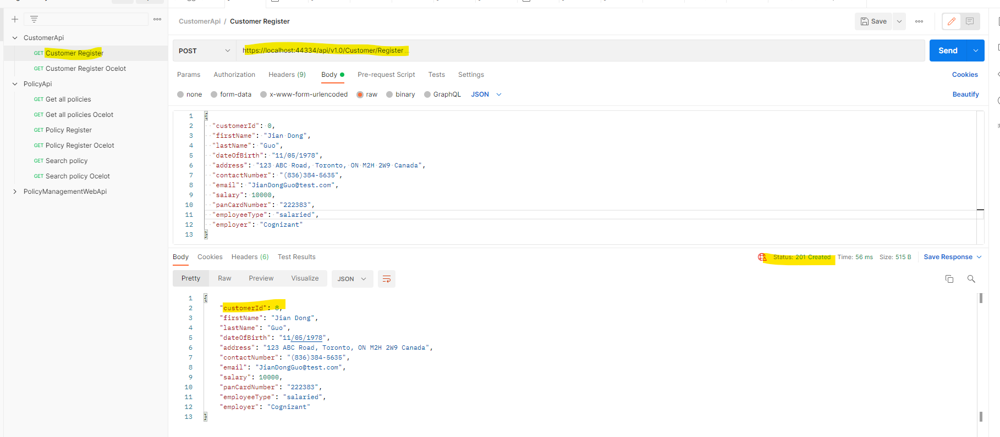 CustomerApi / Customer Register
Save
CustomerApi
GET Customer Register
GET Customer Register Ocelot
PolicyApi
GET Get all policies
GET Get all policies Ocelot
GET Policy Register
GET Policy Register Ocelot
GET Search policy
GET Search policy Ocelot
PolicyManagementWebApi
POST https://localhost:44334/api/v1.0/Customer/Register ... Send
Params Authorization Headers (9) Body Pre-request Script Tests Settings Cookies
none form-data x-www-form-urlencoded raw binary GraphQL JSON Beautify
1 {
2 "customerId": 0,
3 "firstName": "Jian Dong",
4 "lastName": "Guo",
5 "dateOfBirth": "11/05/1978",
6 "address": "123 ABC Road, Toronto, ON M2H 2W9 Canada",
7 "contactNumber": "(836)384-5635",
8 "email": "JianDongGuo@test.com",
9 "salary": 10000,
10 "panCardNumber": "222383",
11 "employeeType": "salaried",
12 "employer": "Cognizant"
13 }
Body Cookies Headers (6) Test Results Status: 201 Created Time: 56 ms Size: 515 B Save Response
Pretty Raw Preview Visualize JSON
1 {
2 "customerId": 8,
3 "firstName": "Jian Dong",
4 "lastName": "Guo",
5 "dateOfBirth": "11/05/1978",
6 "address": "123 ABC Road, Toronto, ON M2H 2W9 Canada",
7 "contactNumber": "(836)384-5635",
8 "email": "JianDongGuo@test.com",
9 "salary": 10000,
10 "panCardNumber": "222383",
11 "employeeType": "salaried",
12 "employer": "Cognizant"
13 }